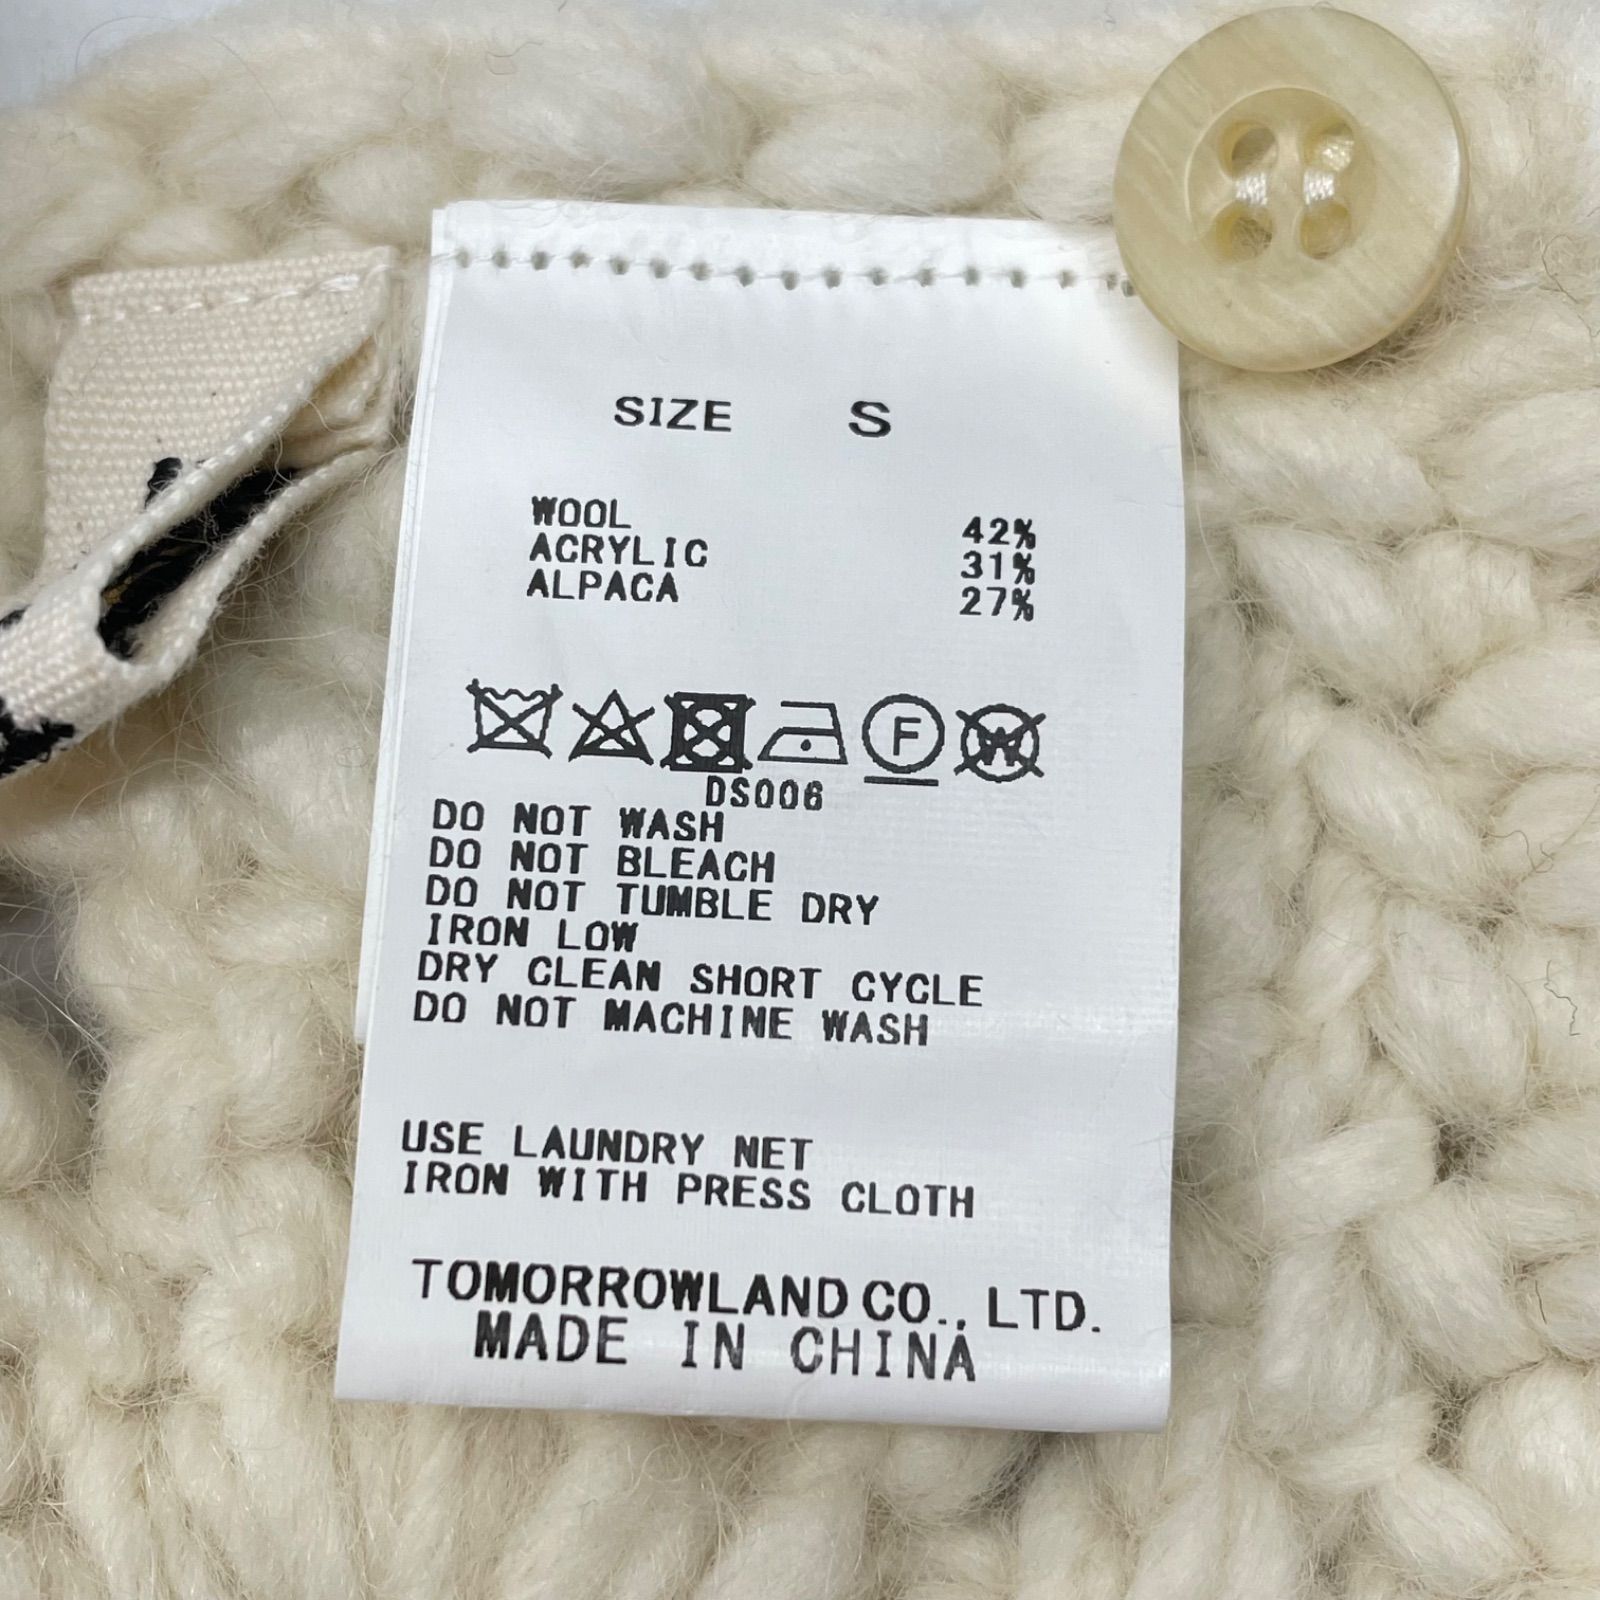 SIZE S
WOOL 42%
ACRYLIC 31%
ALPACA 27%
F W
DS006
DO NOT WASH
DO NOT BLEACH
DO NOT TUMBLE DRY
IRON LOW
DRY CLEAN SHORT CYCLE
DO NOT MACHINE WASH
USE LAUNDRY NET
IRON WITH PRESS CLOTH
TOMORROWLAND CO., LTD.
MADE IN CHINA